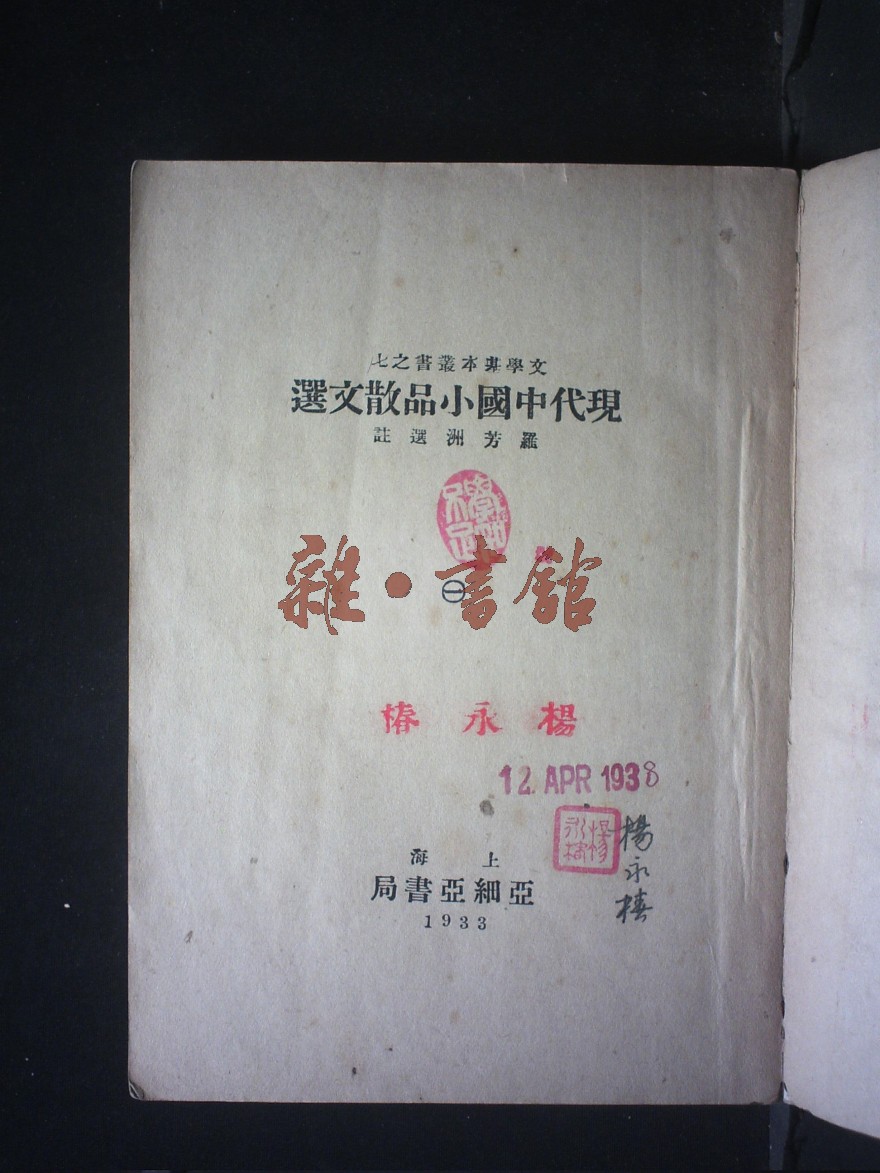 文學基本叢書之七
現代中國小品散文選
羅芳洲選註
㊀
雜·書館
楊永椿
12 APR 1938
楊永椿
上海
亞細亞書局
1933